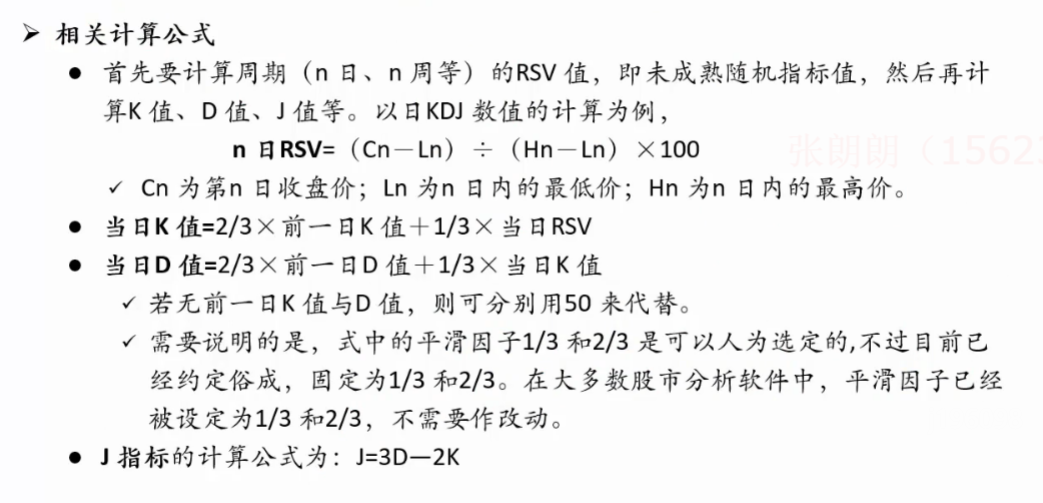 ➤ 相关计算公式
● 首先要计算周期（n 日、n 周等）的RSV 值，即未成熟随机指标值，然后再计
算K 值、D 值、J 值等。以日KDJ 数值的计算为例，
n 日RSV=（Cn－Ln）÷（Hn－Ln）×100
张朗朗（15623
✓ Cn 为第n 日收盘价；Ln 为n 日内的最低价；Hn 为n 日内的最高价。
● 当日K 值=2/3×前一日K 值＋1/3×当日RSV
● 当日D 值=2/3×前一日D 值＋1/3×当日K 值
✓ 若无前一日K 值与D 值，则可分别用50 来代替。
✓ 需要说明的是，式中的平滑因子1/3 和2/3 是可以人为选定的,不过目前已
经约定俗成，固定为1/3 和2/3。在大多数股市分析软件中，平滑因子已经
被设定为1/3 和2/3，不需要作改动。
● J 指标的计算公式为：J=3D—2K